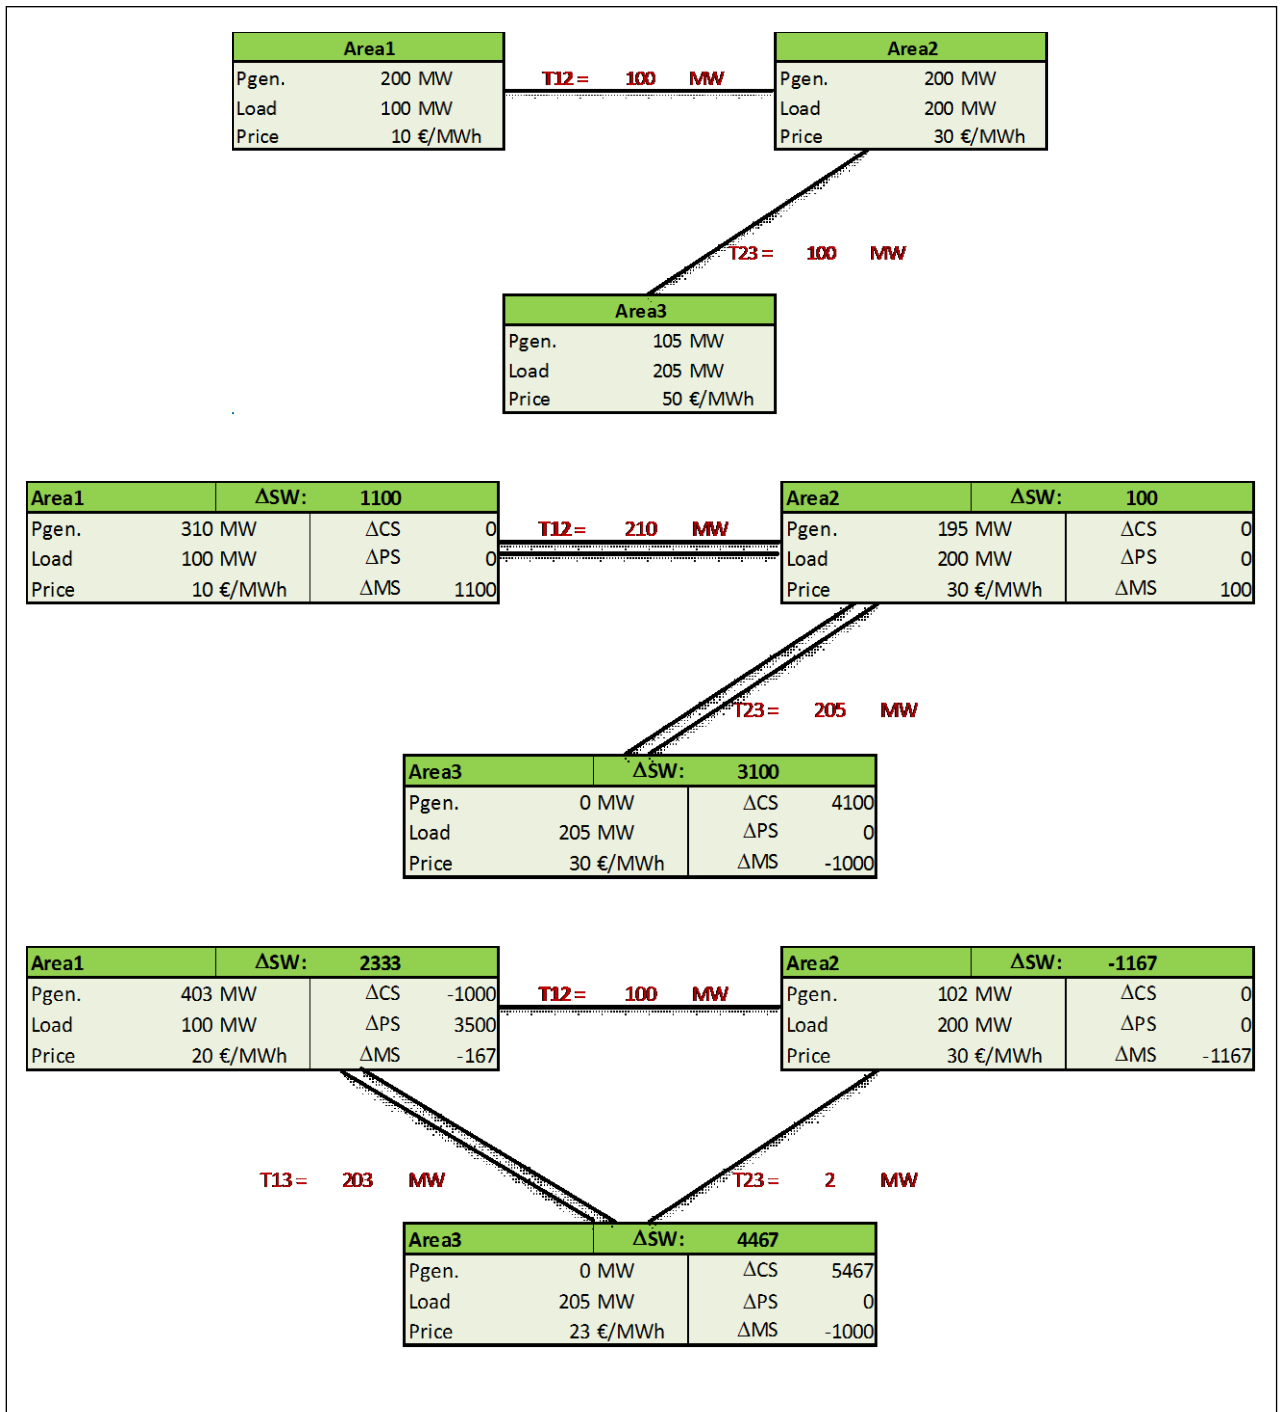 Area1
Pgen. 200 MW
Load 100 MW
Price 10 €/MWh
T12 = 100 MW
Area2
Pgen. 200 MW
Load 200 MW
Price 30 €/MWh
T23 = 100 MW
Area3
Pgen. 105 MW
Load 205 MW
Price 50 €/MWh
Area1 ΔSW: 1100
Pgen. 310 MW ΔCS 0
Load 100 MW ΔPS 0
Price 10 €/MWh ΔMS 1100
T12 = 210 MW
Area2 ΔSW: 100
Pgen. 195 MW ΔCS 0
Load 200 MW ΔPS 0
Price 30 €/MWh ΔMS 100
T23 = 205 MW
Area3 ΔSW: 3100
Pgen. 0 MW ΔCS 4100
Load 205 MW ΔPS 0
Price 30 €/MWh ΔMS -1000
Area1 ΔSW: 2333
Pgen. 403 MW ΔCS -1000
Load 100 MW ΔPS 3500
Price 20 €/MWh ΔMS -167
T12 = 100 MW
Area2 ΔSW: -1167
Pgen. 102 MW ΔCS 0
Load 200 MW ΔPS 0
Price 30 €/MWh ΔMS -1167
T13 = 203 MW
T23 = 2 MW
Area3 ΔSW: 4467
Pgen. 0 MW ΔCS 5467
Load 205 MW ΔPS 0
Price 23 €/MWh ΔMS -1000